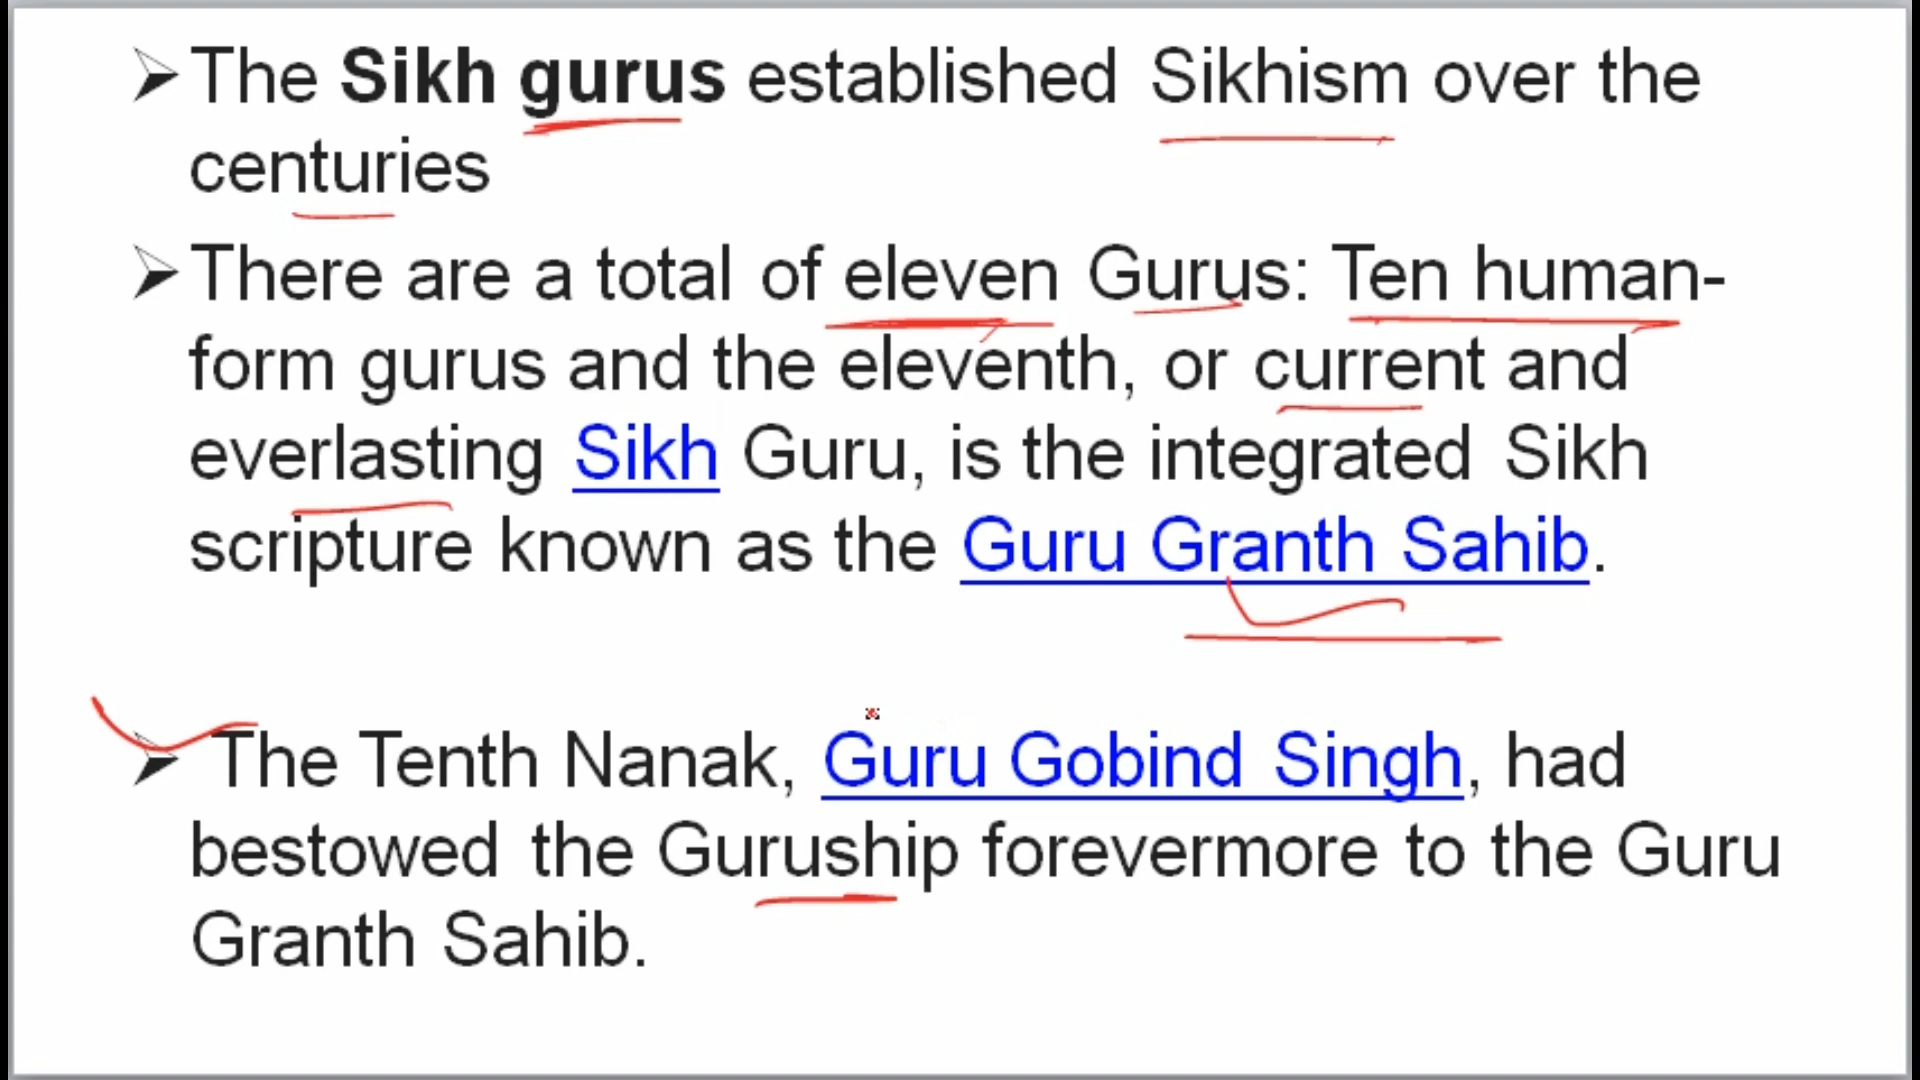 The Sikh gurus established Sikhism over the
centuries
There are a total of eleven Gurus: Ten human-
form gurus and the eleventh, or current and
everlasting Sikh Guru, is the integrated Sikh
scripture known as the Guru Granth Sahib.
The Tenth Nanak, Guru Gobind Singh, had
bestowed the Guruship forevermore to the Guru
Granth Sahib.